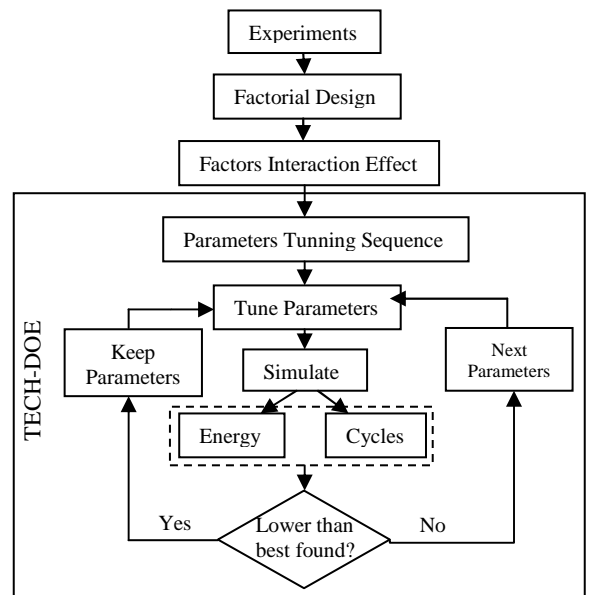 Experiments
Factorial Design
Factors Interaction Effect
TECH-DOE
Parameters Tunning Sequence
Tune Parameters
Keep
Parameters
Next
Parameters
Simulate
Energy
Cycles
Yes
Lower than
best found?
No